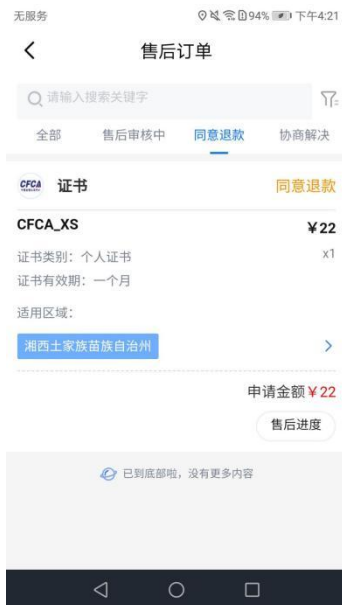 无服务 94% 下午4:21
售后订单
请输入搜索关键字
全部 售后审核中 同意退款 协商解决
CFCA 证书 同意退款
CFCA_XS ¥22
证书类别：个人证书 x1
证书有效期：一个月
适用区域：
湘西土家族苗族自治州
申请金额¥22
售后进度
已到底部啦，没有更多内容